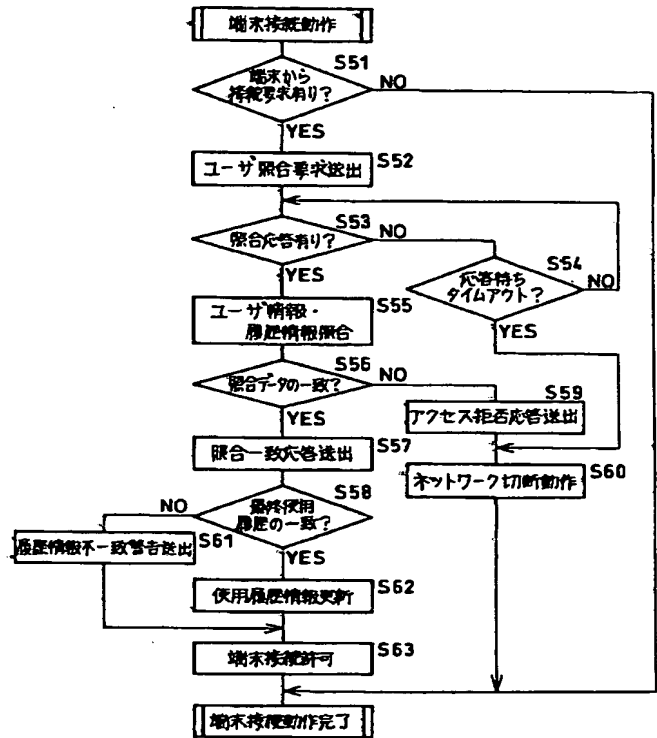 端末接続動作
S51
端末から
接続要求有り?
NO
YES
ユーザ照合要求送出
S52
S53
照合応答有り?
NO
YES
S54
応答待ち
タイムアウト?
NO
YES
ユーザ情報・
履歴情報照合
S55
S56
照合データの一致?
NO
YES
S59
アクセス拒否応答送出
照合一致応答送出
S57
ネットワーク切断動作
S60
S58
最終使用
履歴の一致?
NO
YES
履歴情報不一致警告送出
S61
使用履歴情報更新
S62
端末接続許可
S63
端末接続動作完了